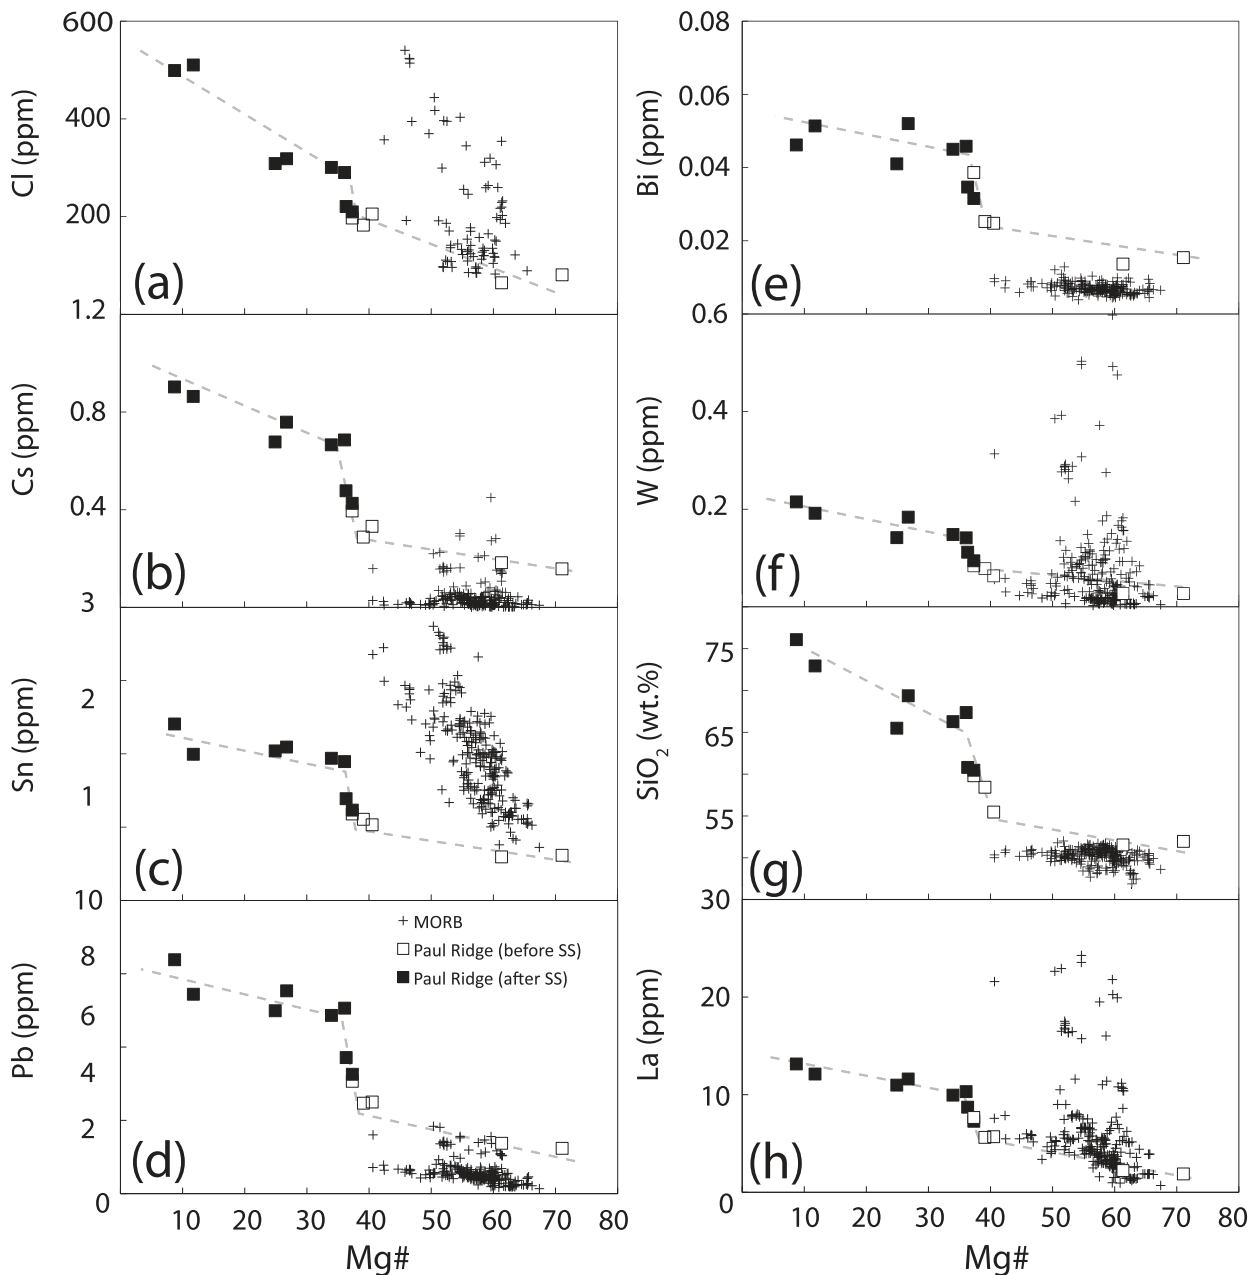 600
400
200
1.2
Cl (ppm)
(a)
0.8
0.4
3
Cs (ppm)
(b)
2
1
10
Sn (ppm)
(c)
8
6
4
2
0
Pb (ppm)
(d)
MORB
Paul Ridge (before SS)
Paul Ridge (after SS)
10 20 30 40 50 60 70 80
Mg#
0.08
0.06
0.04
0.02
0.6
Bi (ppm)
(e)
0.4
0.2
W (ppm)
(f)
75
65
55
30
SiO2 (wt.%)
(g)
20
10
0
La (ppm)
(h)
10 20 30 40 50 60 70 80
Mg#